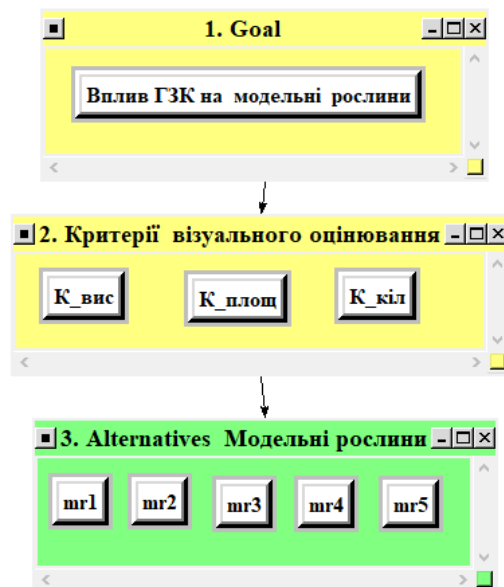 1. Goal
Вплив ГЗК на модельні рослини
2. Критерії візуального оцінювання
К_вис К_площ К_кіл
3. Alternatives Модельні рослини
mr1 mr2 mr3 mr4 mr5